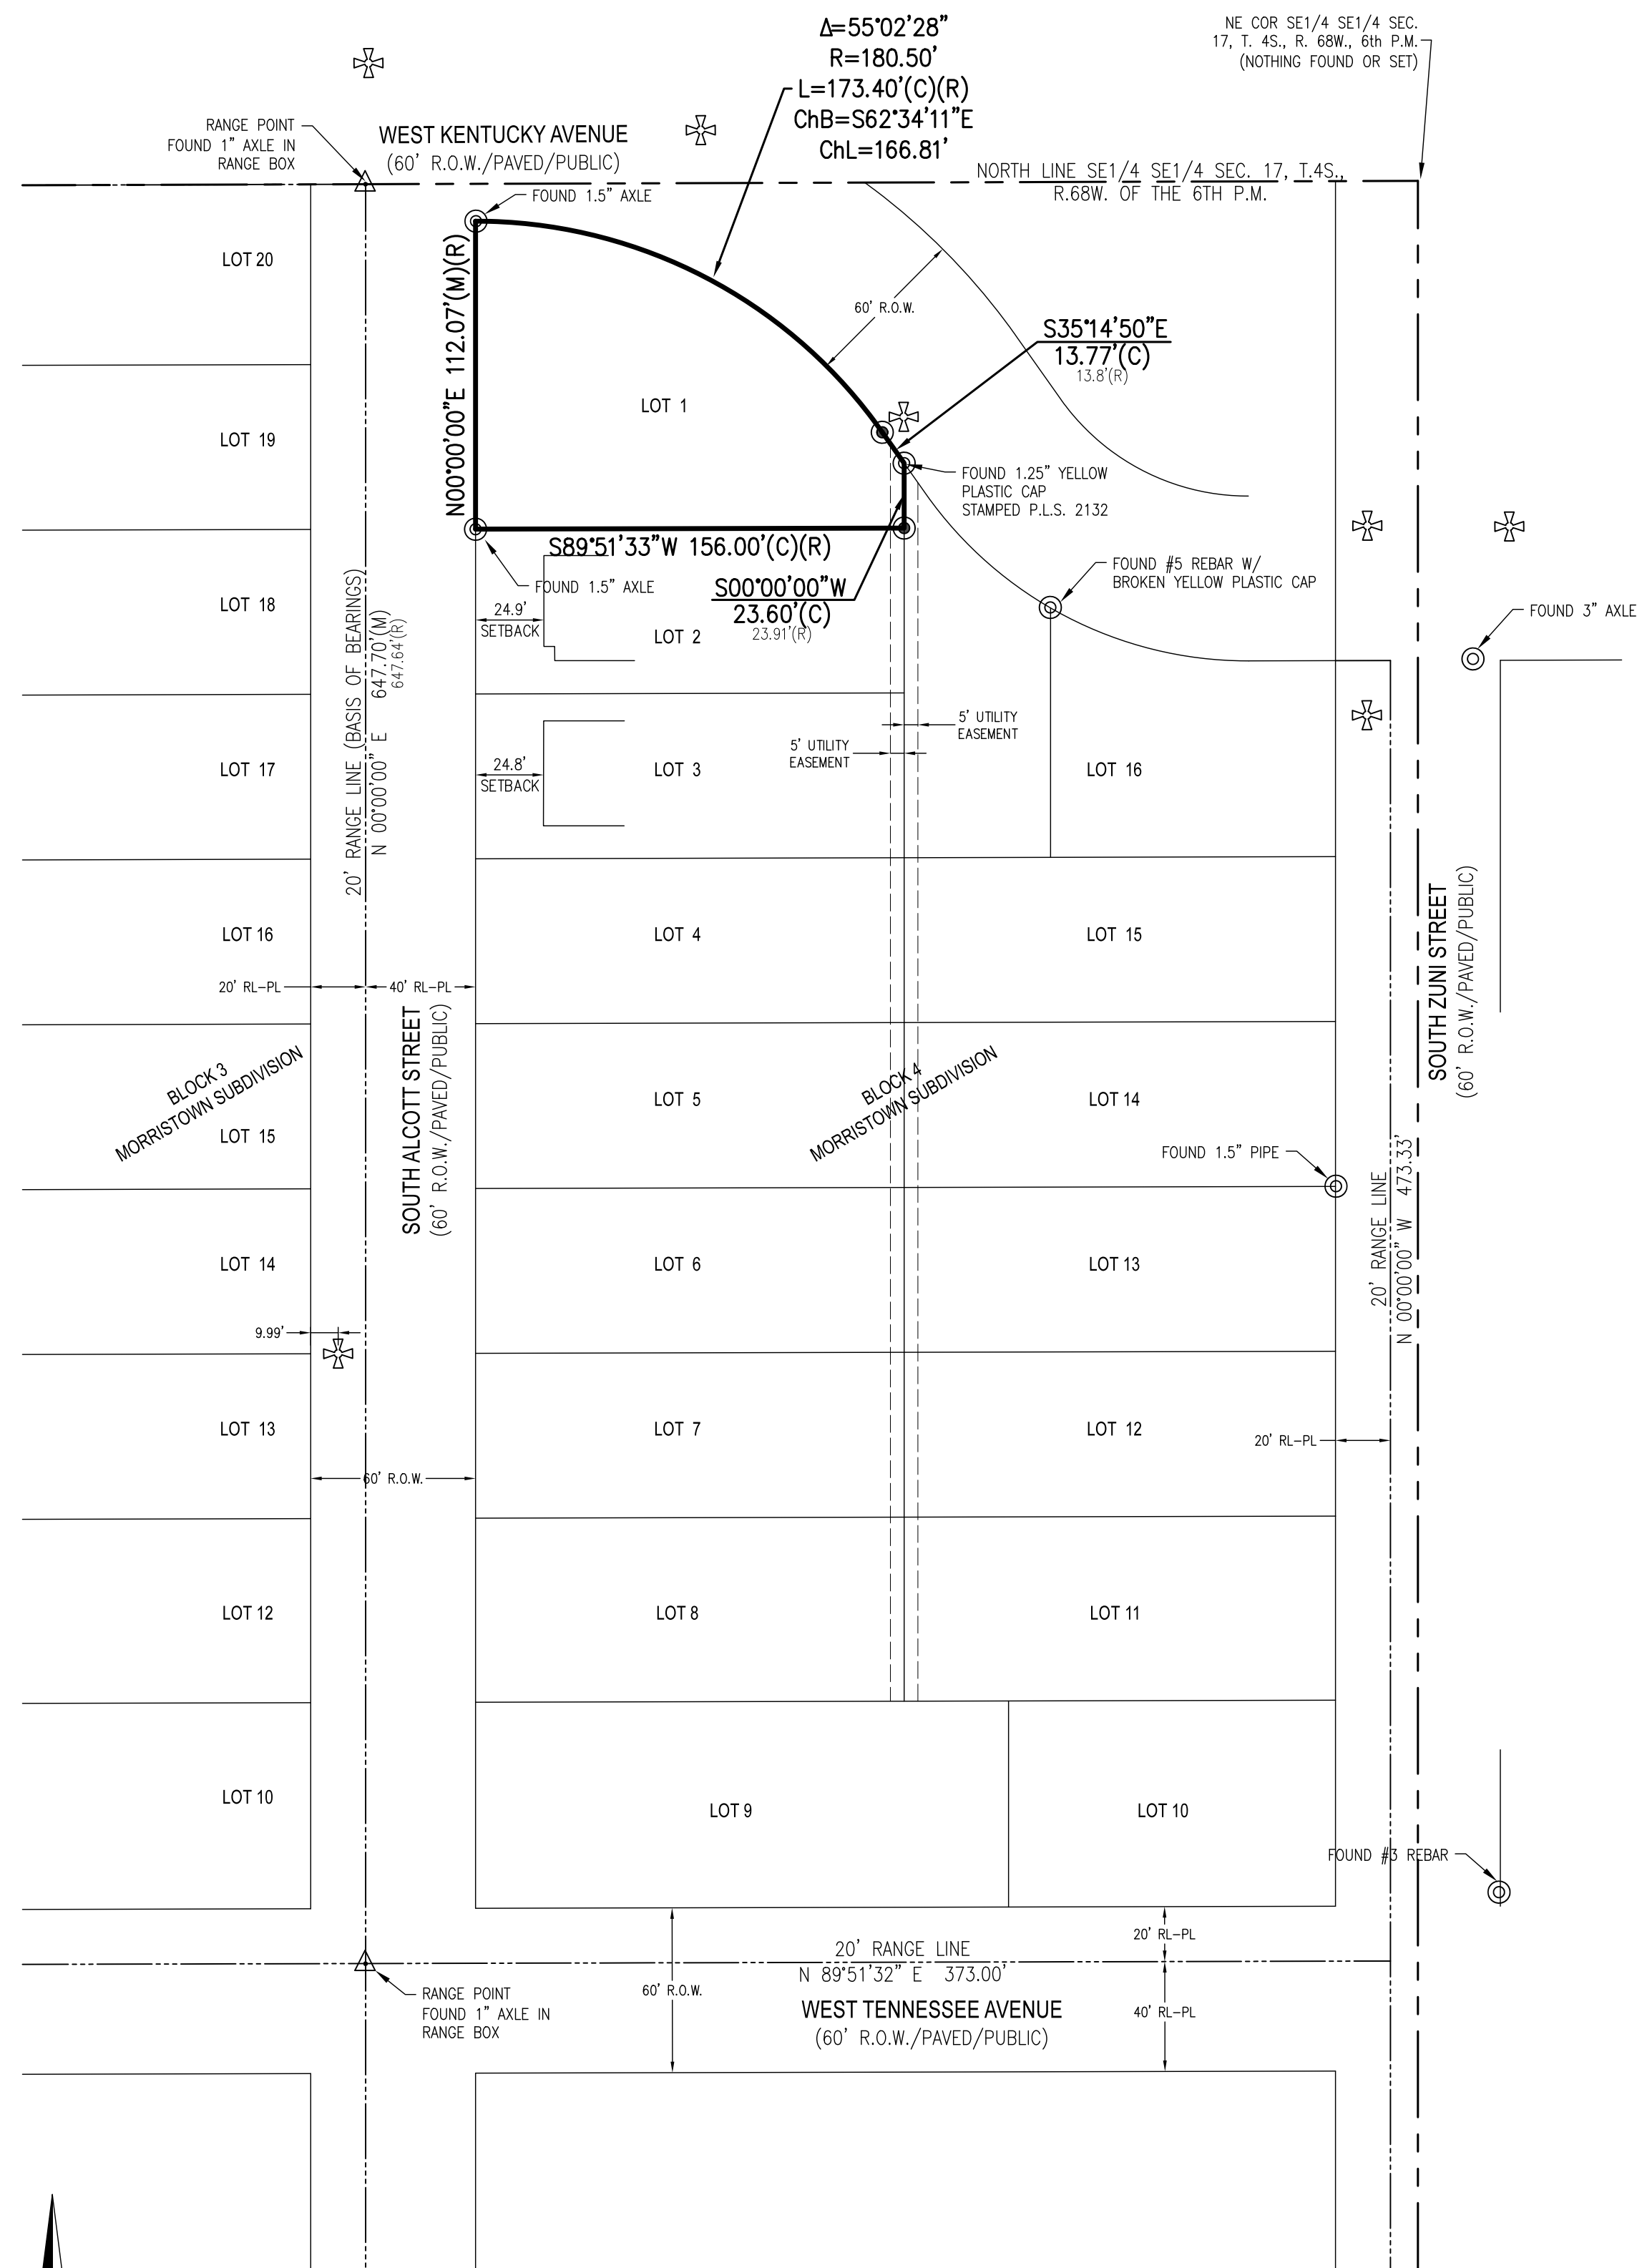 Δ=55°02'28"
R=180.50'
L=173.40'(C)(R)
ChB=S62°34'11"E
ChL=166.81'
NE COR SE1/4 SE1/4 SEC.
17, T. 4S., R. 68W., 6th P.M.
(NOTHING FOUND OR SET)
RANGE POINT
FOUND 1" AXLE IN
RANGE BOX
WEST KENTUCKY AVENUE
(60' R.O.W./PAVED/PUBLIC)
NORTH LINE SE1/4 SE1/4 SEC. 17, T.4S.,
R.68W. OF THE 6TH P.M.
FOUND 1.5" AXLE
LOT 20
N00°00'00"E 112.07'(M)(R)
60' R.O.W.
S35°14'50"E
13.77'(C)
13.8'(R)
LOT 1
LOT 19
FOUND 1.25" YELLOW
PLASTIC CAP
STAMPED P.L.S. 2132
S89°51'33"W 156.00'(C)(R)
FOUND 1.5" AXLE
S00°00'00"W
23.60'(C)
23.91'(R)
FOUND #5 REBAR W/
BROKEN YELLOW PLASTIC CAP
FOUND 3" AXLE
LOT 18
24.9'
SETBACK
LOT 2
20' RANGE LINE (BASIS OF BEARINGS)
N 00°00'00" E 647.70'(M)
647.64'(R)
5' UTILITY
EASEMENT
5' UTILITY
EASEMENT
LOT 17
24.8'
SETBACK
LOT 3
LOT 16
LOT 16
LOT 4
LOT 15
20' RL-PL
40' RL-PL
SOUTH ZUNI STREET
(60' R.O.W./PAVED/PUBLIC)
SOUTH ALCOTT STREET
(60' R.O.W./PAVED/PUBLIC)
BLOCK 3
MORRISTOWN SUBDIVISION
LOT 15
LOT 5
BLOCK 4
MORRISTOWN SUBDIVISION
LOT 14
FOUND 1.5" PIPE
20' RANGE LINE
N 00°00'00" W 473.33'
LOT 14
LOT 6
LOT 13
9.99'
LOT 13
LOT 7
LOT 12
20' RL-PL
60' R.O.W.
LOT 12
LOT 8
LOT 11
LOT 10
LOT 9
LOT 10
FOUND #3 REBAR
20' RL-PL
20' RANGE LINE
N 89°51'32" E 373.00'
60' R.O.W.
RANGE POINT
FOUND 1" AXLE IN
RANGE BOX
WEST TENNESSEE AVENUE
(60' R.O.W./PAVED/PUBLIC)
40' RL-PL